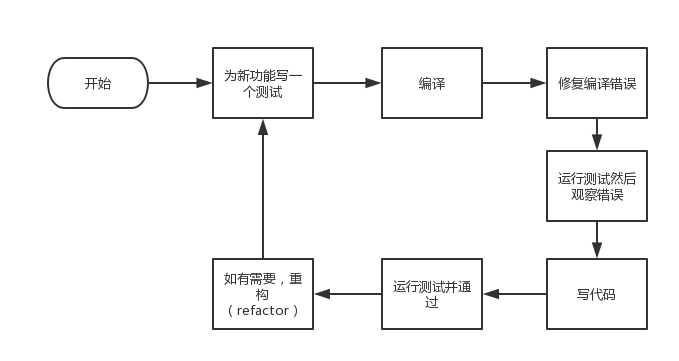 开始
为新功能写一
个测试
编译
修复编译错误
运行测试然后
观察错误
写代码
运行测试并通
过
如有需要，重
构
（refactor）